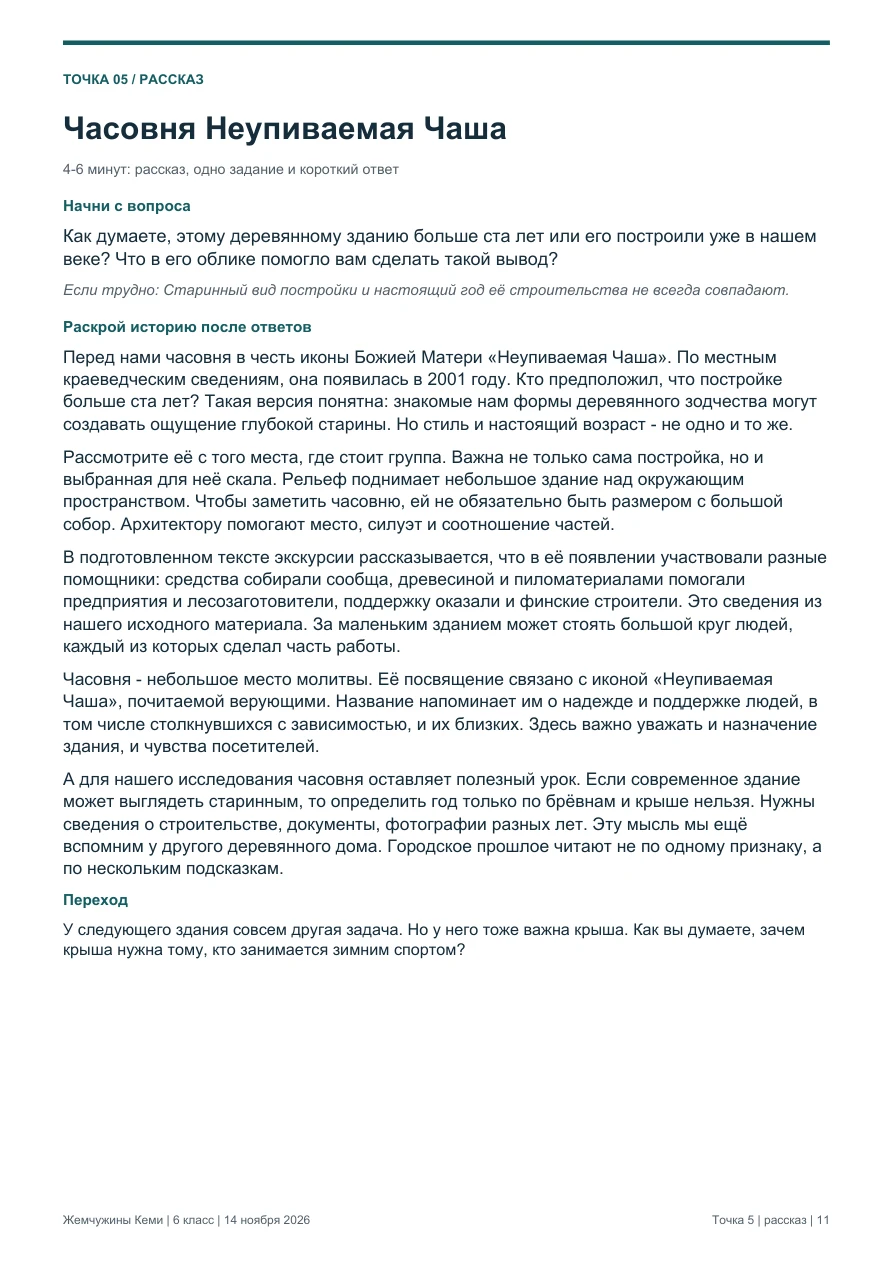 ТОЧКА 05 / РАССКАЗ
Часовня Неупиваемая Чаша
4-6 минут: рассказ, одно задание и короткий ответ
Начни с вопроса
Как думаете, этому деревянному зданию больше ста лет или его построили уже в нашем
веке? Что в его облике помогло вам сделать такой вывод?
Если трудно: Старинный вид постройки и настоящий год её строительства не всегда совпадают.
Раскрой историю после ответов
Перед нами часовня в честь иконы Божией Матери «Неупиваемая Чаша». По местным
краеведческим сведениям, она появилась в 2001 году. Кто предположил, что постройке
больше ста лет? Такая версия понятна: знакомые нам формы деревянного зодчества могут
создавать ощущение глубокой старины. Но стиль и настоящий возраст - не одно и то же.
Рассмотрите её с того места, где стоит группа. Важна не только сама постройка, но и
выбранная для неё скала. Рельеф поднимает небольшое здание над окружающим
пространством. Чтобы заметить часовню, ей не обязательно быть размером с большой
собор. Архитектору помогают место, силуэт и соотношение частей.
В подготовленном тексте экскурсии рассказывается, что в её появлении участвовали разные
помощники: средства собирали сообща, древесиной и пиломатериалами помогали
предприятия и лесозаготовители, поддержку оказали и финские строители. Это сведения из
нашего исходного материала. За маленьким зданием может стоять большой круг людей,
каждый из которых сделал часть работы.
Часовня - небольшое место молитвы. Её посвящение связано с иконой «Неупиваемая
Чаша», почитаемой верующими. Название напоминает им о надежде и поддержке людей, в
том числе столкнувшихся с зависимостью, и их близких. Здесь важно уважать и назначение
здания, и чувства посетителей.
А для нашего исследования часовня оставляет полезный урок. Если современное здание
может выглядеть старинным, то определить год только по брёвнам и крыше нельзя. Нужны
сведения о строительстве, документы, фотографии разных лет. Эту мысль мы ещё
вспомним у другого деревянного дома. Городское прошлое читают не по одному признаку, а
по нескольким подсказкам.
Переход
У следующего здания совсем другая задача. Но у него тоже важна крыша. Как вы думаете, зачем
крыша нужна тому, кто занимается зимним спортом?
Жемчужины Кеми | 6 класс | 14 ноября 2026
Точка 5 | рассказ | 11